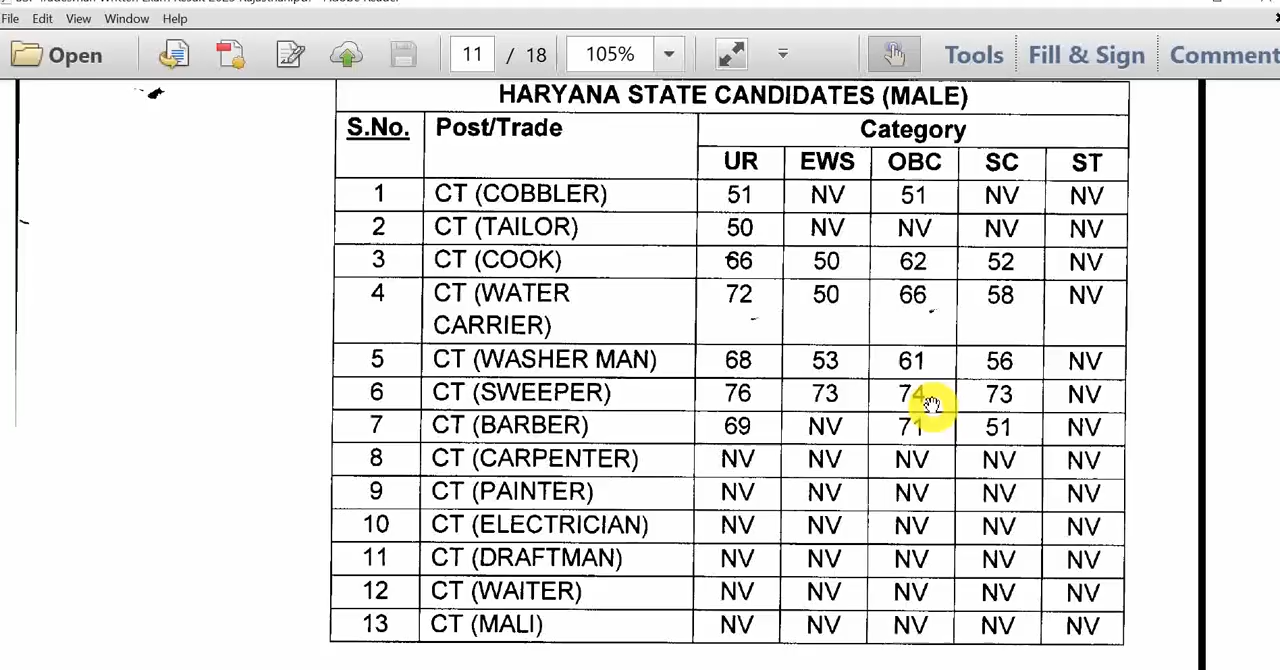 File Edit View Window Help
Open 11 / 18 105% Tools Fill & Sign Comment
HARYANA STATE CANDIDATES (MALE)
S.No. Post/Trade Category
UR EWS OBC SC ST
1 CT (COBBLER) 51 NV 51 NV NV
2 CT (TAILOR) 50 NV NV NV NV
3 CT (COOK) 66 50 62 52 NV
4 CT (WATER 72 50 66 58 NV
CARRIER)
5 CT (WASHER MAN) 68 53 61 56 NV
6 CT (SWEEPER) 76 73 74 73 NV
7 CT (BARBER) 69 NV 71 51 NV
8 CT (CARPENTER) NV NV NV NV NV
9 CT (PAINTER) NV NV NV NV NV
10 CT (ELECTRICIAN) NV NV NV NV NV
11 CT (DRAFTMAN) NV NV NV NV NV
12 CT (WAITER) NV NV NV NV NV
13 CT (MALI) NV NV NV NV NV